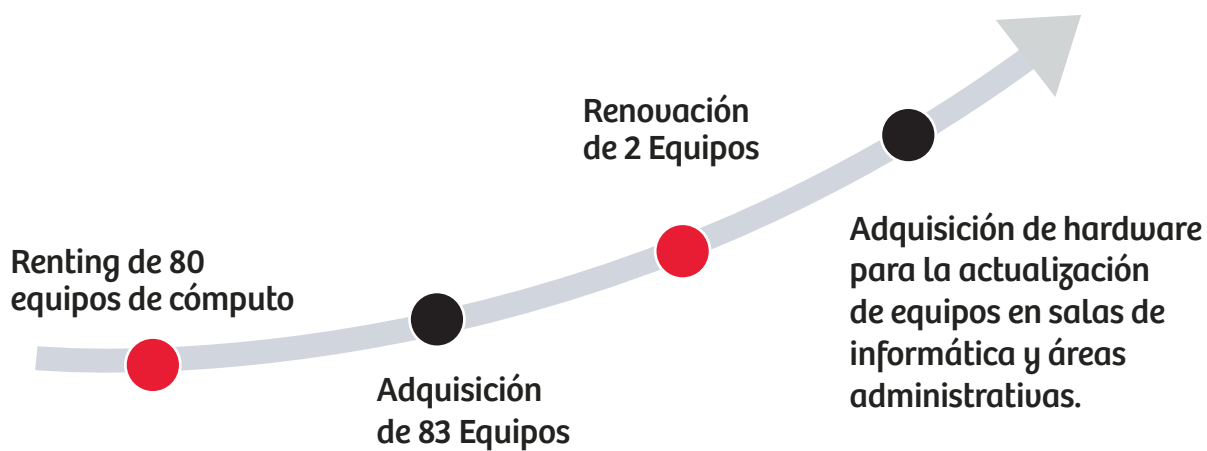 Renting de 80
equipos de cómputo
Adquisición
de 83 Equipos
Renovación
de 2 Equipos
Adquisición de hardware
para la actualización
de equipos en salas de
informática y áreas
administrativas.